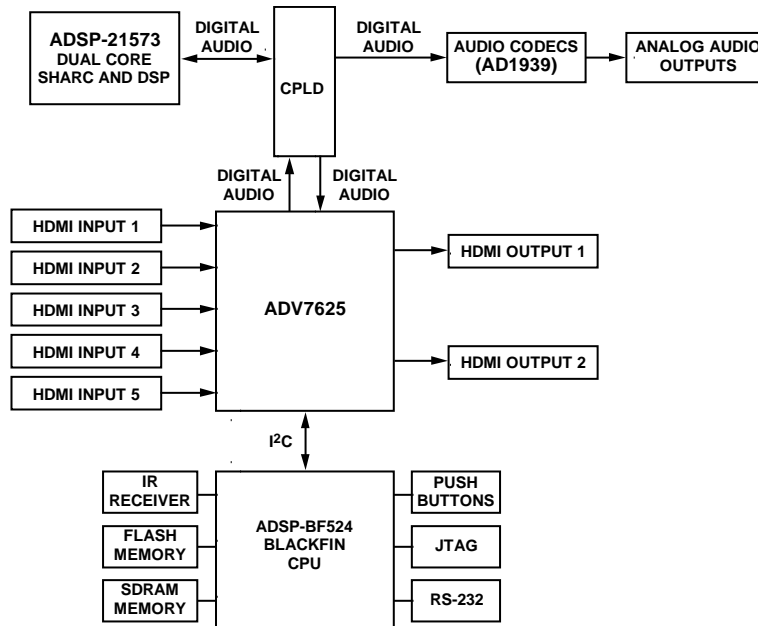 ADSP-21573
DUAL CORE
SHARC AND DSP
DIGITAL
AUDIO
CPLD
DIGITAL
AUDIO
AUDIO CODECS
(AD1939)
ANALOG AUDIO
OUTPUTS
DIGITAL
AUDIO
DIGITAL
AUDIO
HDMI INPUT 1
HDMI INPUT 2
HDMI INPUT 3
HDMI INPUT 4
HDMI INPUT 5
ADV7625
HDMI OUTPUT 1
HDMI OUTPUT 2
I²C
IR
RECEIVER
FLASH
MEMORY
SDRAM
MEMORY
ADSP-BF524
BLACKFIN
CPU
PUSH
BUTTONS
JTAG
RS-232